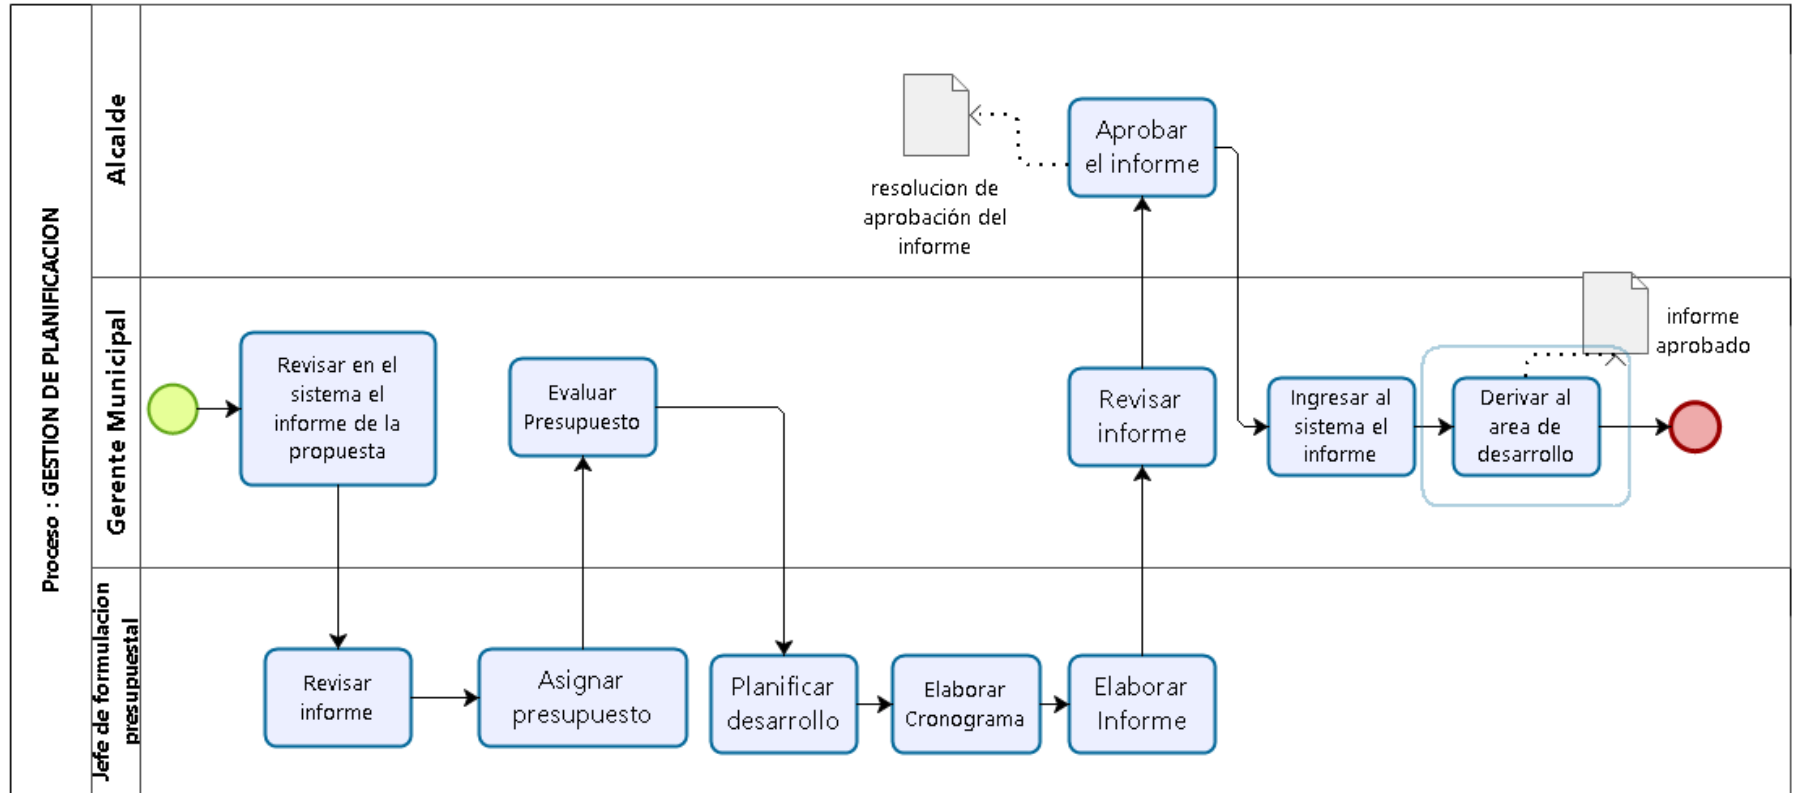 Proceso : GESTION DE PLANIFICACION
Alcalde
Aprobar
el informe
resolucion de
aprobación del
informe
Gerente Municipal
Revisar en el
sistema el
informe de la
propuesta
Evaluar
Presupuesto
Revisar
informe
Ingresar al
sistema el
informe
Derivar al
area de
desarrollo
informe
aprobado
Jefe de formulacion
presupuestal
Revisar
informe
Asignar
presupuesto
Planificar
desarrollo
Elaborar
Cronograma
Elaborar
Informe